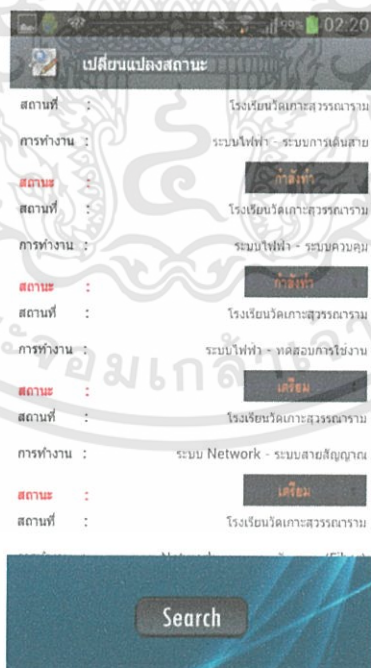 99% 02:20
เปลี่ยนแปลงสถานะ
สถานที่ : โรงเรียนวัดเกาะสุวรรณาราม
การทำงาน : ระบบไฟฟ้า - ระบบการเดินสาย
สถานะ : กำลังทำ
สถานที่ : โรงเรียนวัดเกาะสุวรรณาราม
การทำงาน : ระบบไฟฟ้า - ระบบควบคุม
สถานะ : กำลังทำ
สถานที่ : โรงเรียนวัดเกาะสุวรรณาราม
การทำงาน : ระบบไฟฟ้า - ทดสอบการใช้งาน
สถานะ : เตรียม
สถานที่ : โรงเรียนวัดเกาะสุวรรณาราม
การทำงาน : ระบบ Network - ระบบสายสัญญาณ
สถานะ : เตรียม
สถานที่ : โรงเรียนวัดเกาะสุวรรณาราม
Search